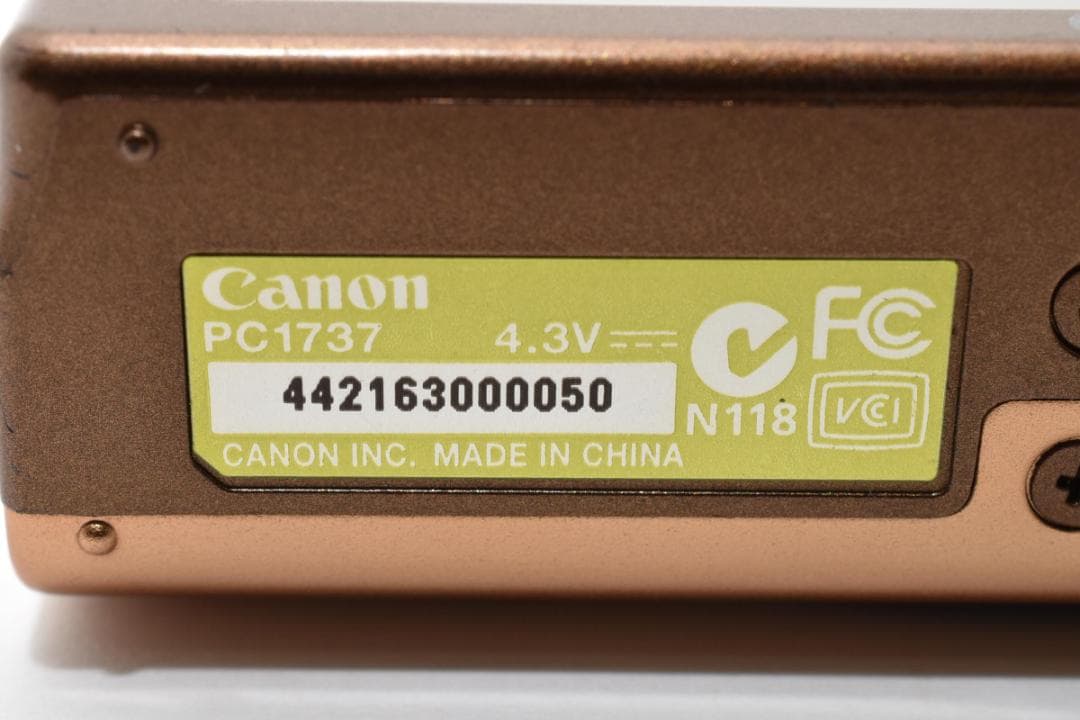 Canon
PC1737 4.3V
442163000050
CANON INC. MADE IN CHINA
N118
FC
VCI